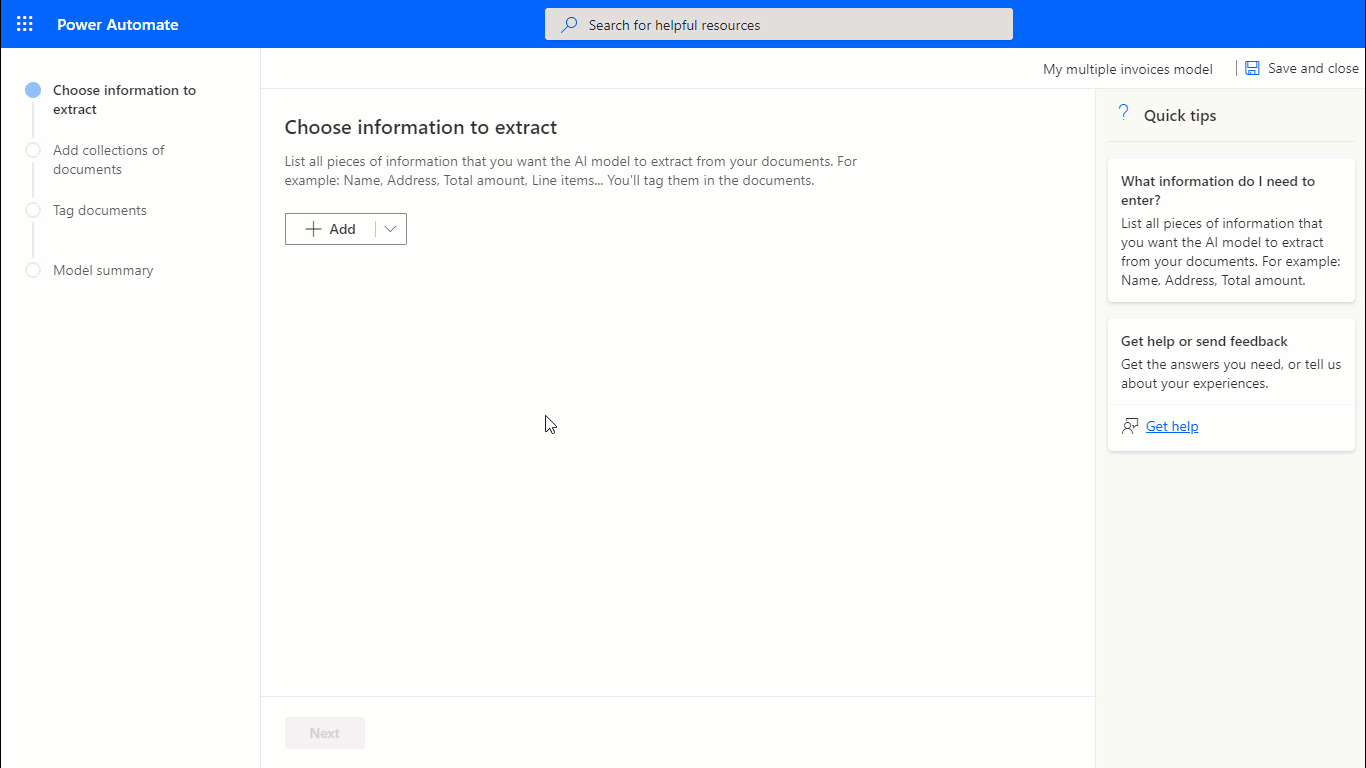 Power Automate
Search for helpful resources
My multiple invoices model
Save and close
Choose information to
extract
Add collections of
documents
Tag documents
Model summary
Choose information to extract
List all pieces of information that you want the AI model to extract from your documents. For
example: Name, Address, Total amount, Line items... You'll tag them in the documents.
Add
Next
? Quick tips
What information do I need to
enter?
List all pieces of information that
you want the AI model to extract
from your documents. For example:
Name, Address, Total amount.
Get help or send feedback
Get the answers you need, or tell us
about your experiences.
Get help